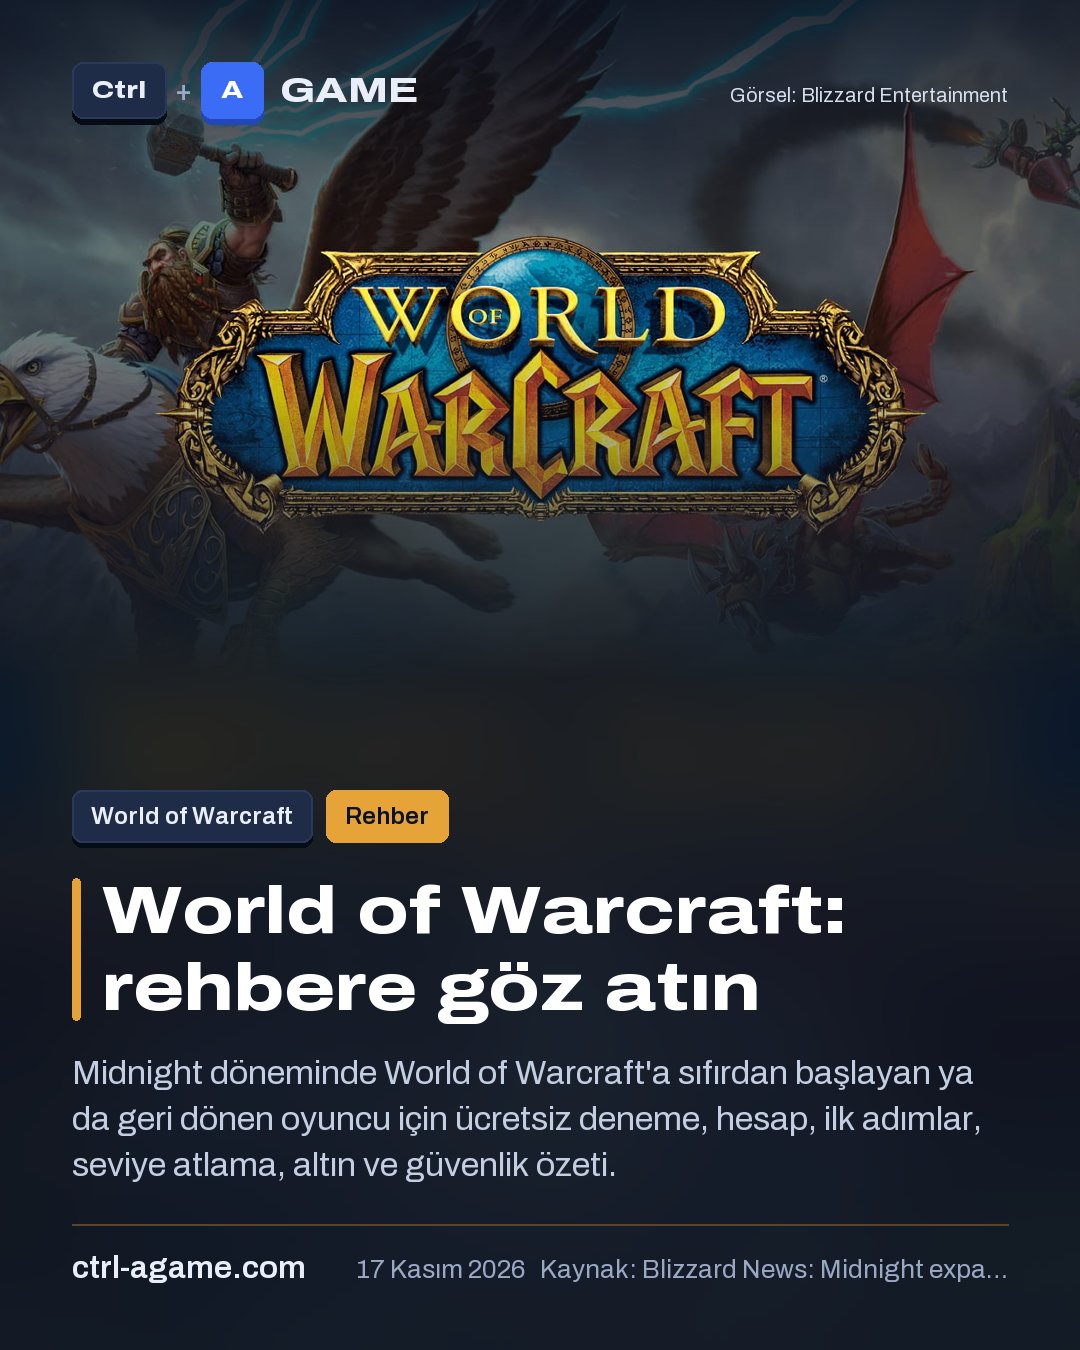 Ctrl + A GAME
Görsel: Blizzard Entertainment
WORLD
OF
WARCRAFT
®
World of Warcraft
Rehber
World of Warcraft:
rehbere göz atın
Midnight döneminde World of Warcraft'a sıfırdan başlayan ya
da geri dönen oyuncu için ücretsiz deneme, hesap, ilk adımlar,
seviye atlama, altın ve güvenlik özeti.
ctrl-agame.com
17 Kasım 2026 Kaynak: Blizzard News: Midnight expa...